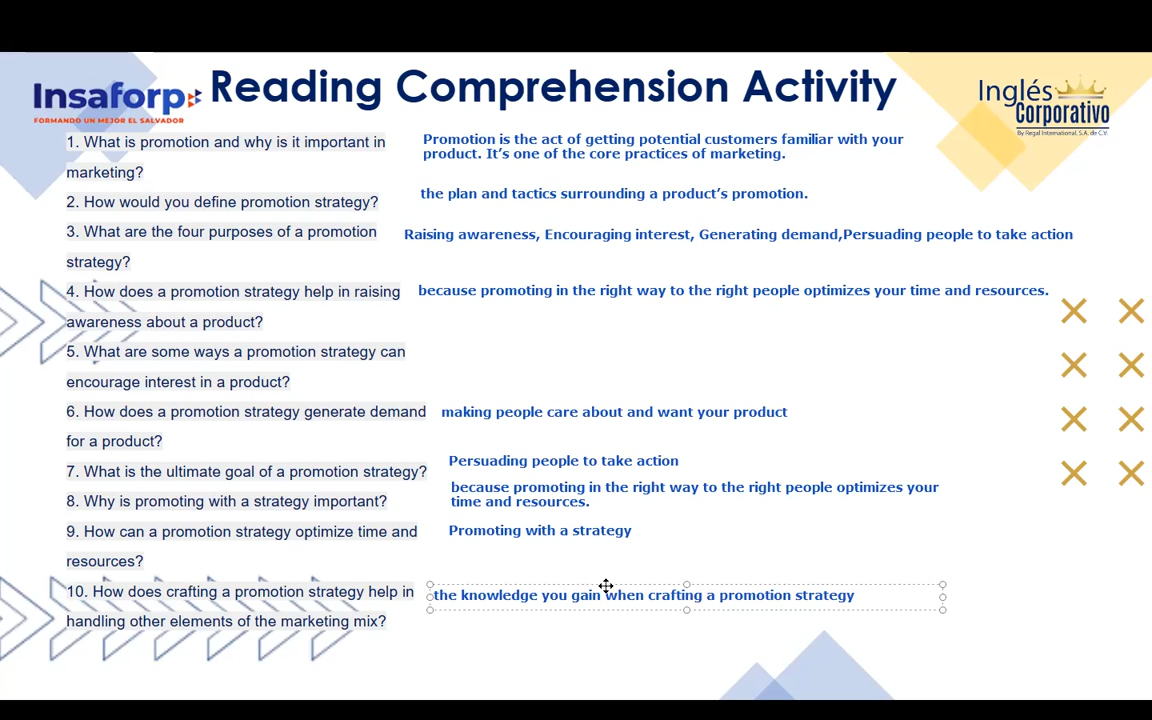 Insaforp
FORMANDO UN MEJOR EL SALVADOR
Reading Comprehension Activity
Inglés
Corporativo
By Regal International, S.A. de C.V.
1. What is promotion and why is it important in
marketing?
Promotion is the act of getting potential customers familiar with your
product. It’s one of the core practices of marketing.
2. How would you define promotion strategy?
the plan and tactics surrounding a product’s promotion.
3. What are the four purposes of a promotion
strategy?
Raising awareness, Encouraging interest, Generating demand,Persuading people to take action
4. How does a promotion strategy help in raising
awareness about a product?
because promoting in the right way to the right people optimizes your time and resources.
5. What are some ways a promotion strategy can
encourage interest in a product?
6. How does a promotion strategy generate demand
for a product?
making people care about and want your product
7. What is the ultimate goal of a promotion strategy?
Persuading people to take action
8. Why is promoting with a strategy important?
because promoting in the right way to the right people optimizes your
time and resources.
9. How can a promotion strategy optimize time and
resources?
Promoting with a strategy
10. How does crafting a promotion strategy help in
handling other elements of the marketing mix?
the knowledge you gain when crafting a promotion strategy